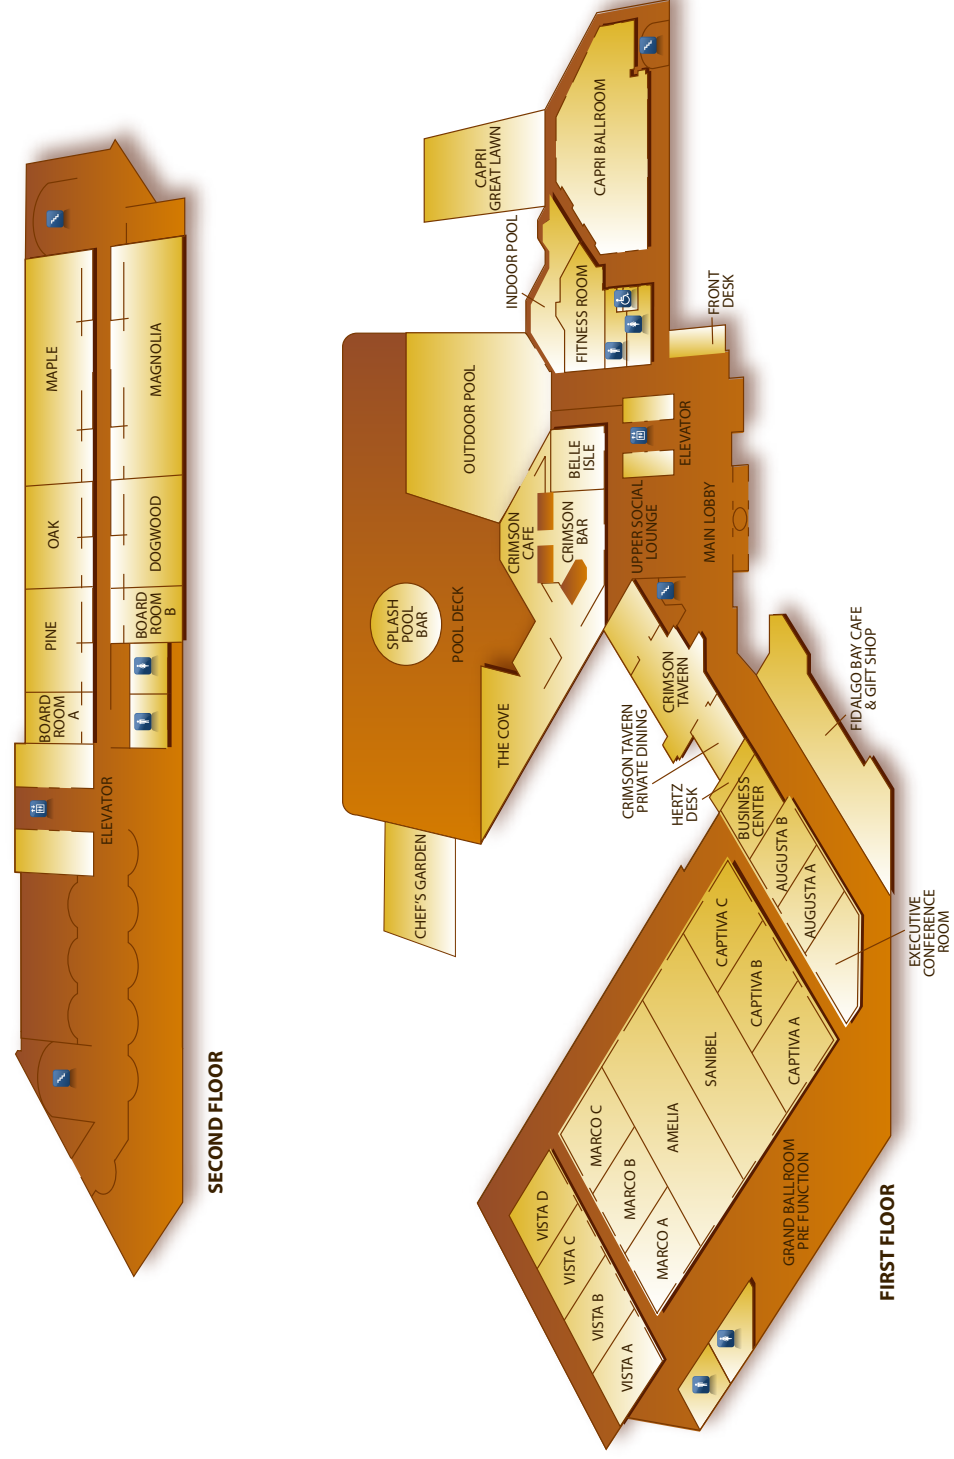 SECOND FLOOR
MAPLE
MAGNOLIA
OAK
DOGWOOD
PINE
BOARD
ROOM
B
BOARD
ROOM
A
ELEVATOR
FIRST FLOOR
CAPRI
GREAT LAWN
CAPRI BALLROOM
INDOOR POOL
FITNESS ROOM
FRONT
DESK
OUTDOOR POOL
BELLE
ISLE
ELEVATOR
CRIMSON
CAFE
CRIMSON
BAR
UPPER SOCIAL
LOUNGE
MAIN LOBBY
SPLASH
POOL
BAR
POOL DECK
THE COVE
CRIMSON
TAVERN
CRIMSON TAVERN
PRIVATE DINING
HERTZ
DESK
FIDALGO BAY CAFE
& GIFT SHOP
CHEF'S GARDEN
BUSINESS
CENTER
AUGUSTA B
AUGUSTA A
EXECUTIVE
CONFERENCE
ROOM
CAPTIVA C
CAPTIVA B
CAPTIVA A
SANIBEL
AMELIA
MARCO C
MARCO B
MARCO A
GRAND BALLROOM
PRE FUNCTION
VISTA D
VISTA C
VISTA B
VISTA A